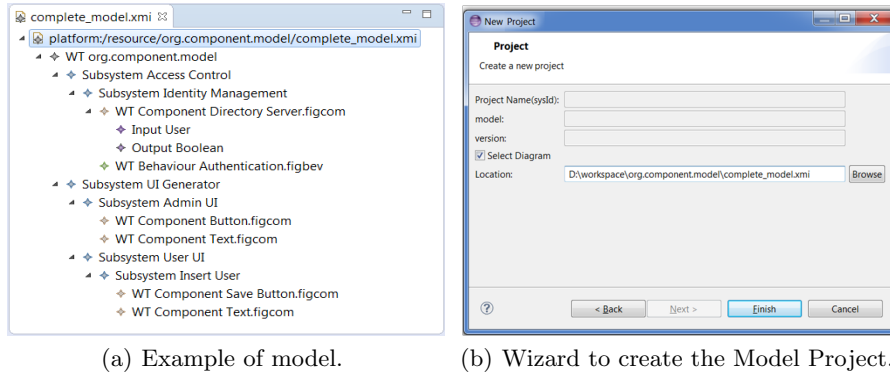 complete_model.xmi
platform:/resource/org.component.model/complete_model.xmi
WT org.component.model
Subsystem Access Control
Subsystem Identity Management
WT Component Directory Server.figcom
Input User
Output Boolean
WT Behaviour Authentication.figbev
Subsystem UI Generator
Subsystem Admin UI
WT Component Button.figcom
WT Component Text.figcom
Subsystem User UI
Subsystem Insert User
WT Component Save Button.figcom
WT Component Text.figcom
(a) Example of model.
New Project
Project
Create a new project
Project Name(sysId):
model:
version:
Select Diagram
Location: D:\workspace\org.component.model\complete_model.xmi Browse
? < Back Next > Finish Cancel
(b) Wizard to create the Model Project.